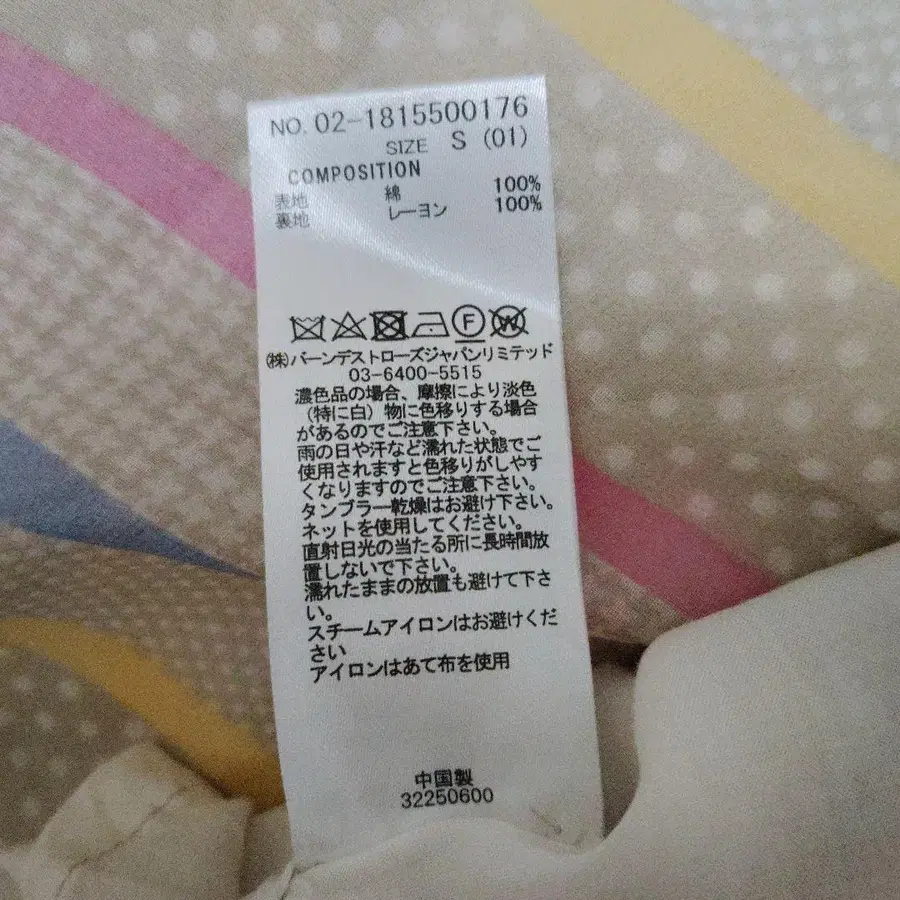 NO. 02-1815500176
SIZE S (01)
COMPOSITION
表地 綿 100%
裏地 レーヨン 100%
F W
㈱バーンデストローズジャパンリミテッド
03-6400-5515
濃色品の場合、摩擦により淡色
（特に白）物に色移りする場合
があるのでご注意下さい。
雨の日や汗など濡れた状態でご
使用されますと色移りがしやす
くなりますのでご注意下さい。
タンブラー乾燥はお避け下さい。
ネットを使用してください。
直射日光の当たる所に長時間放
置しないで下さい。
濡れたままの放置も避けて下さ
い。
スチームアイロンはお避けくだ
さい
アイロンはあて布を使用
中国製
32250600